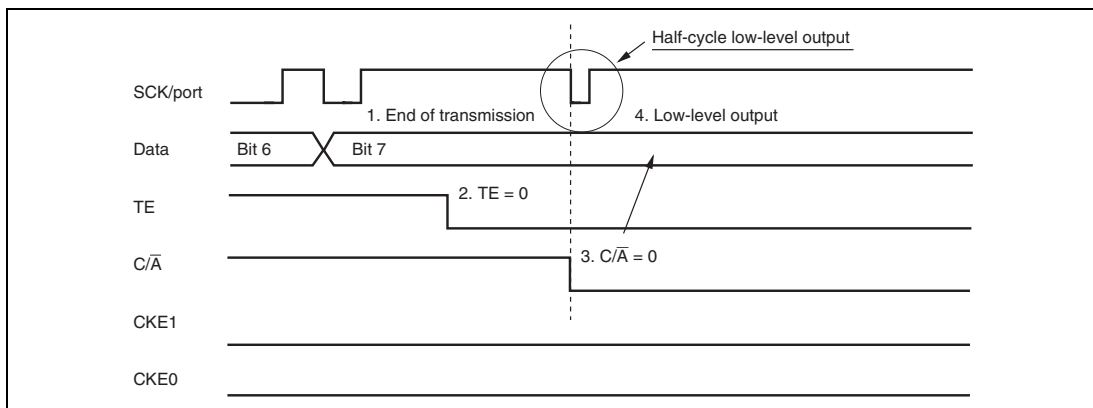 Half-cycle low-level output
SCK/port
1. End of transmission
4. Low-level output
Data
Bit 6
Bit 7
TE
2. TE = 0
C/A̅
3. C/A̅ = 0
CKE1
CKE0